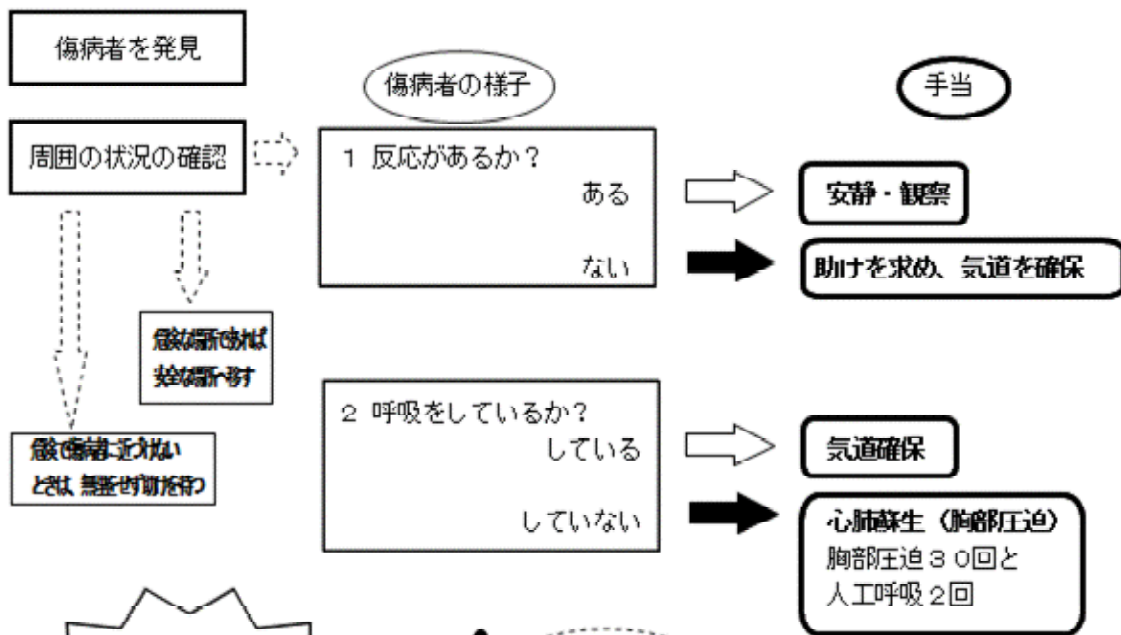 傷病者を発見
傷病者の様子
手当
周囲の状況の確認
1 反応があるか？
ある
ない
安静・観察
助けを求め、気道を確保
危険な場所であれば
安全な場所へ移す
危険で傷病者に近づけない
ときは、無理せず助けを待つ
2 呼吸をしているか？
している
していない
気道確保
心肺蘇生（胸部圧迫）
胸部圧迫３０回と
人工呼吸２回